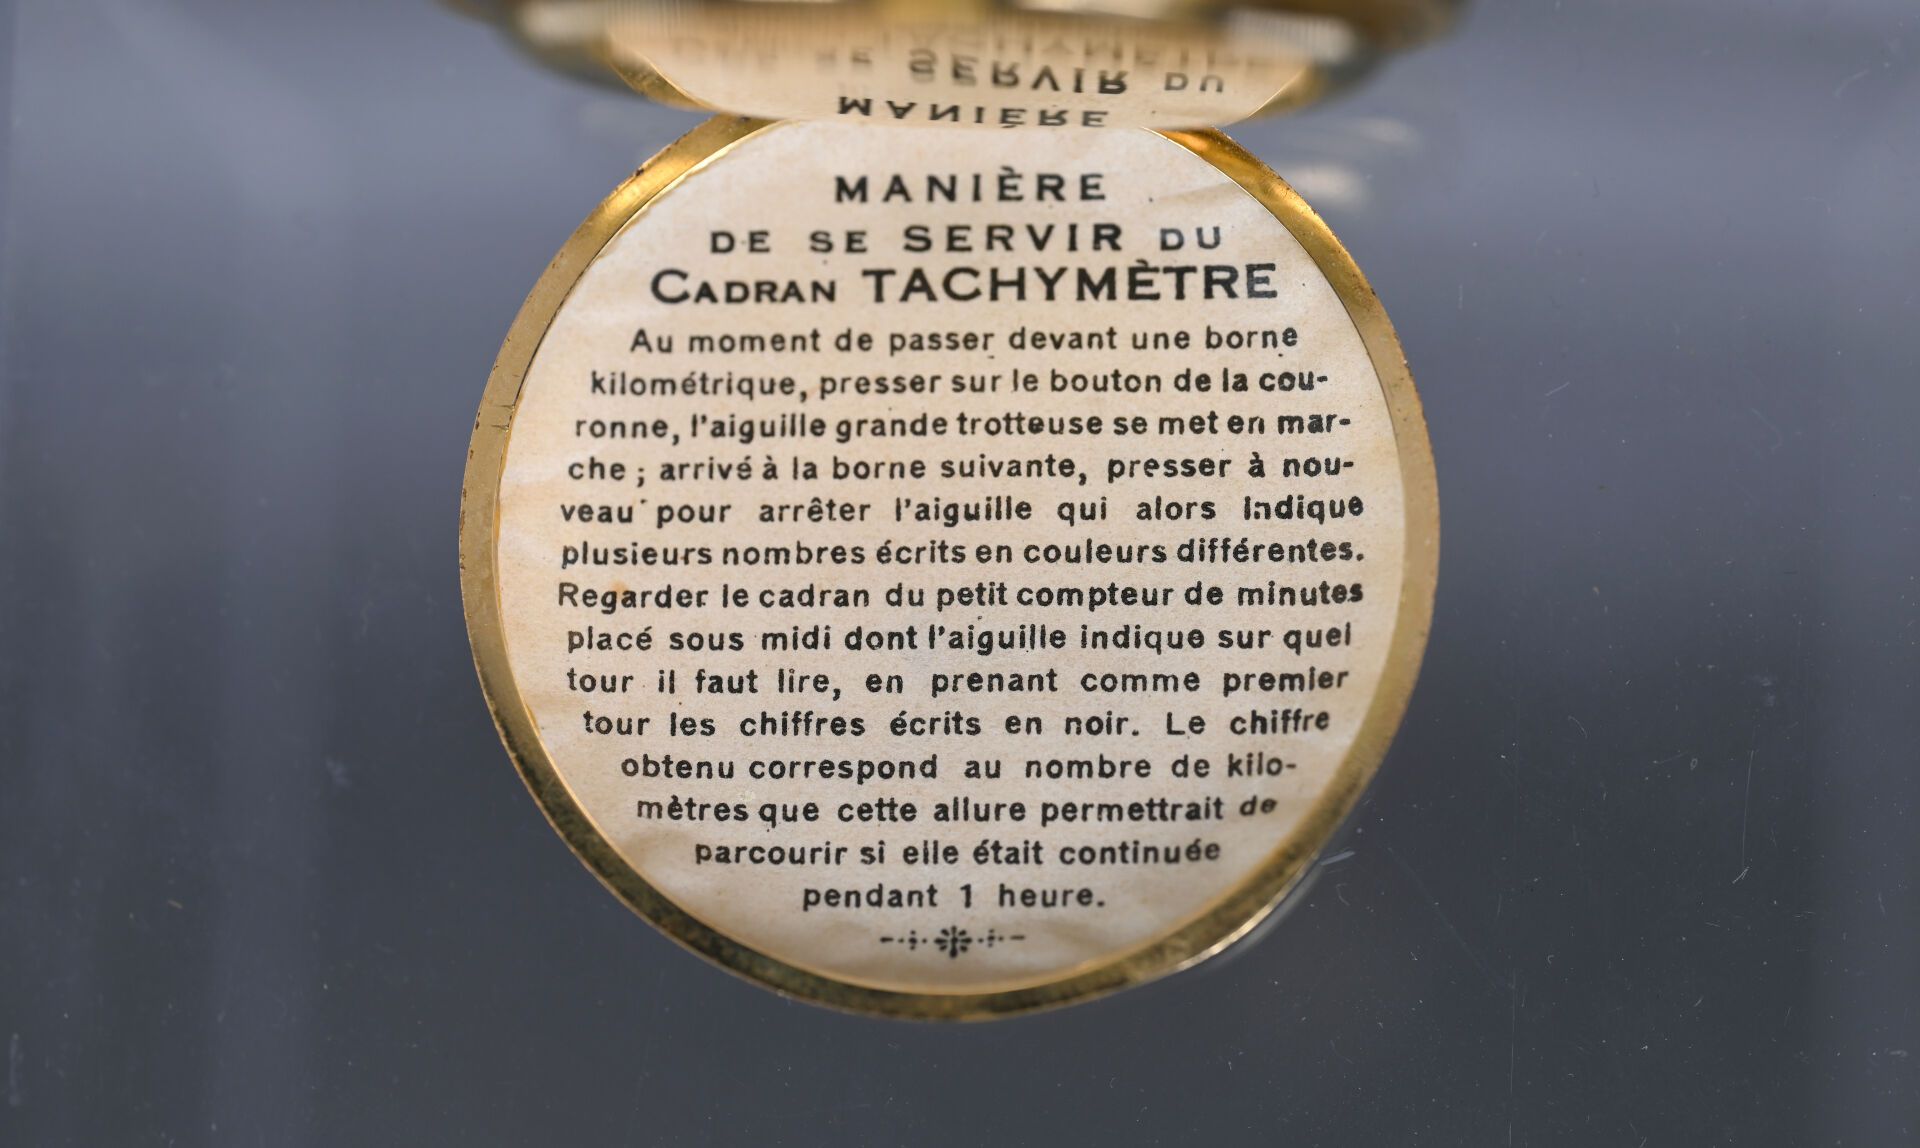 MANIÈRE
DE SE SERVIR DU
CADRAN TACHYMÈTRE
Au moment de passer devant une borne
kilométrique, presser sur le bouton de la cou-
ronne, l'aiguille grande trotteuse se met en mar-
che ; arrivé à la borne suivante, presser à nou-
veau pour arrêter l'aiguille qui alors indique
plusieurs nombres écrits en couleurs différentes.
Regarder le cadran du petit compteur de minutes
placé sous midi dont l'aiguille indique sur quel
tour il faut lire, en prenant comme premier
tour les chiffres écrits en noir. Le chiffre
obtenu correspond au nombre de kilo-
mètres que cette allure permettrait de
parcourir si elle était continuée
pendant 1 heure.